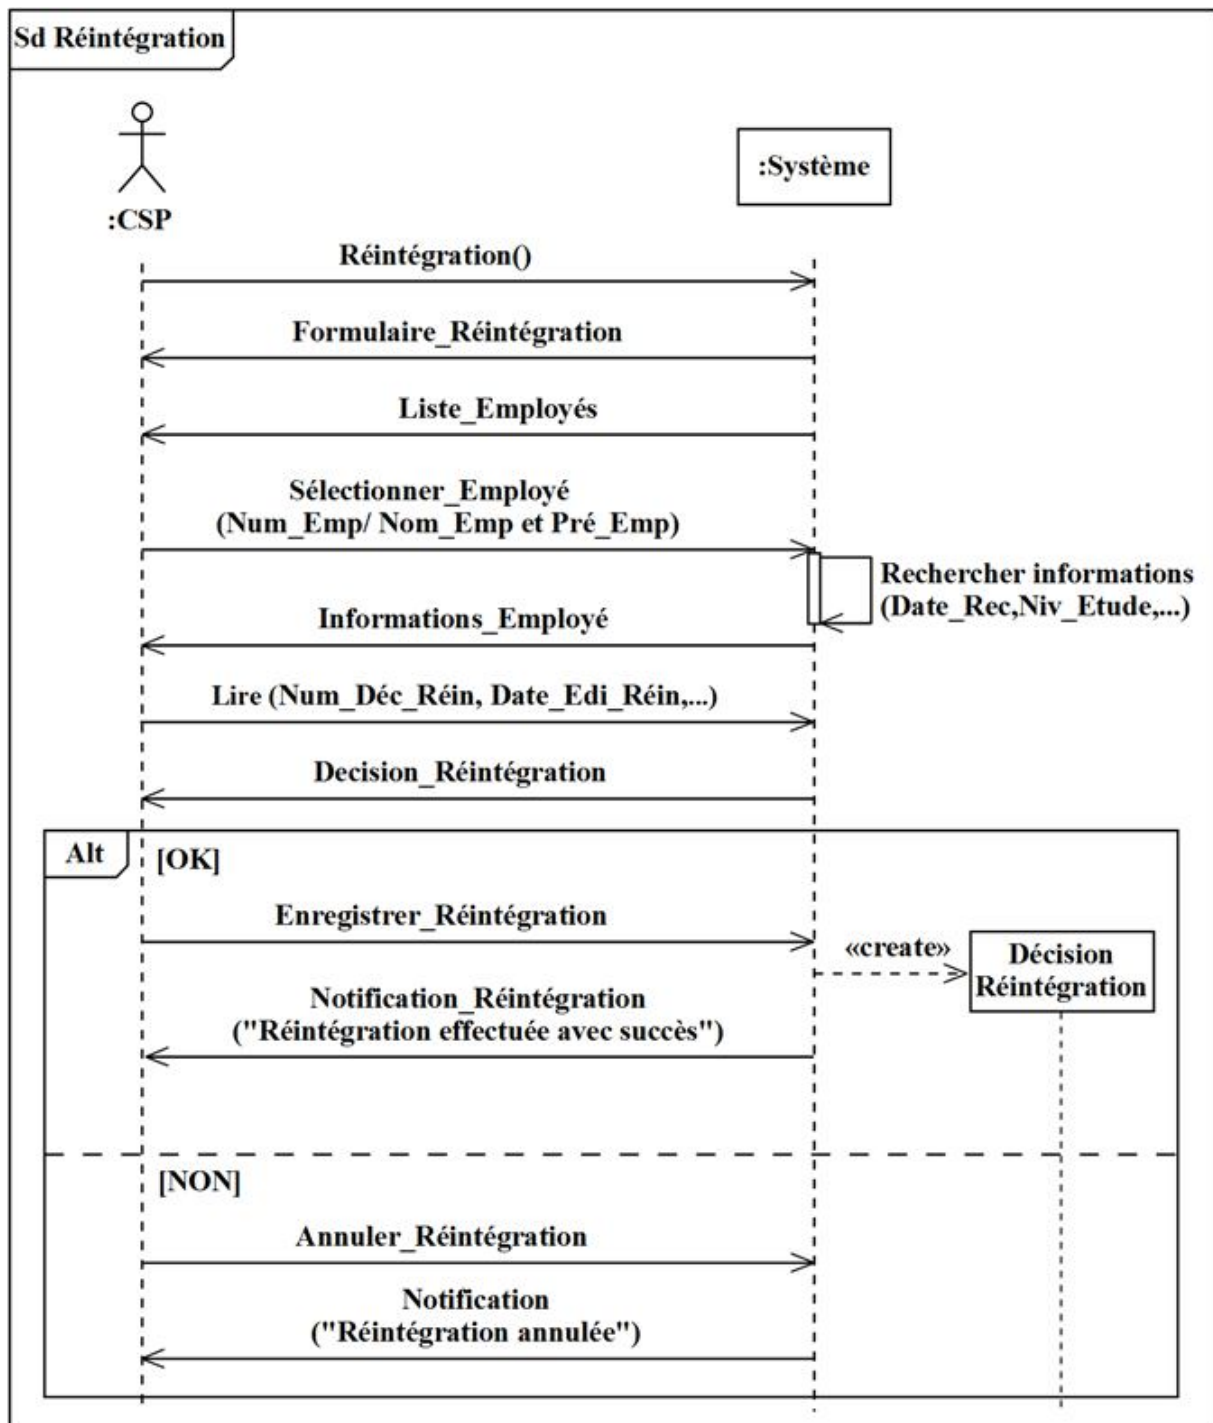 Sd Réintégration
:CSP
:Système
Réintégration()
Formulaire_Réintégration
Liste_Employés
Sélectionner_Employé
(Num_Emp/ Nom_Emp et Pré_Emp)
Rechercher informations
(Date_Rec,Niv_Etude,...)
Informations_Employé
Lire (Num_Déc_Réin, Date_Edi_Réin,...)
Decision_Réintégration
Alt
[OK]
Enregistrer_Réintégration
«create»
Décision
Réintégration
Notification_Réintégration
("Réintégration effectuée avec succès")
[NON]
Annuler_Réintégration
Notification
("Réintégration annulée")